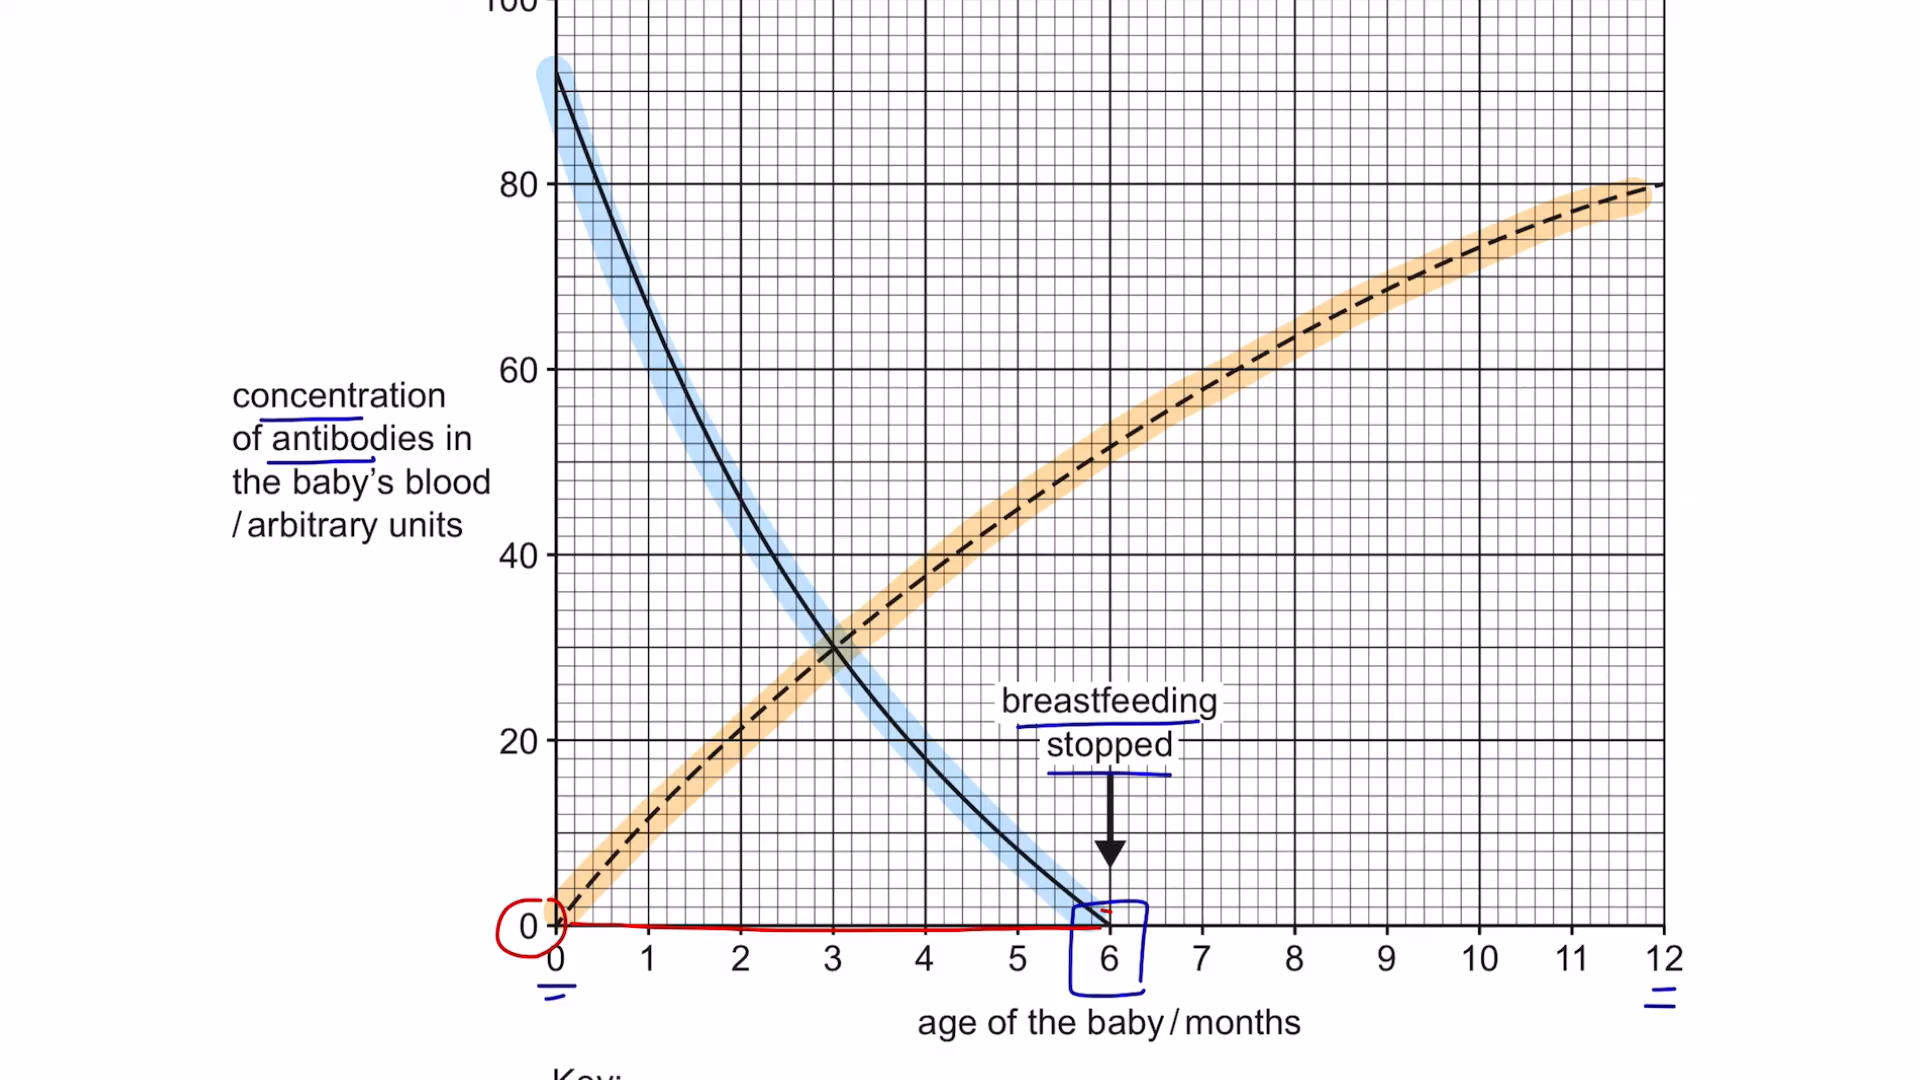 100
80
60
concentration
of antibodies in
the baby's blood
/arbitrary units
40
breastfeeding
stopped
20
0
0 1 2 3 4 5 6 7 8 9 10 11 12
age of the baby/months
Key: